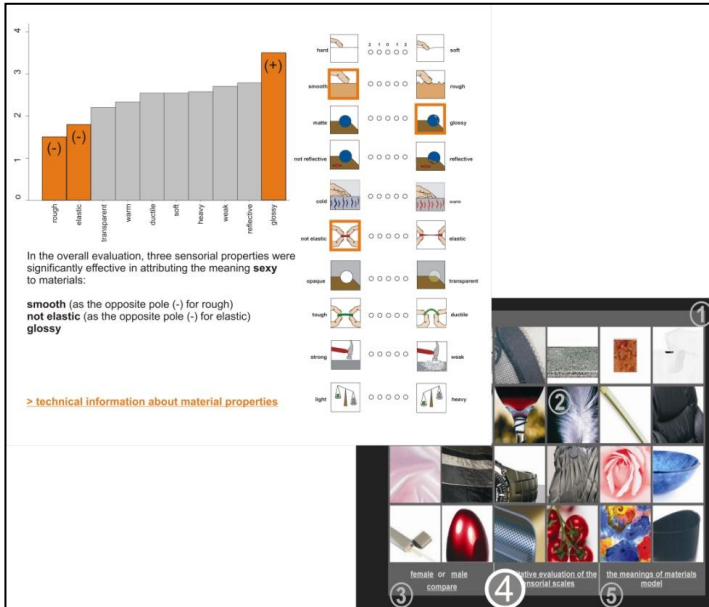 4
3
2
1
0
(-)
(-)
(+)
rough
elastic
transparent
warm
ductile
soft
heavy
weak
reflective
glossy
In the overall evaluation, three sensorial properties were
significantly effective in attributing the meaning sexy
to materials:
smooth (as the opposite pole (-) for rough)
not elastic (as the opposite pole (-) for elastic)
glossy
> technical information about material properties
2 1 0 1 2
hard soft
smooth rough
matte glossy
not reflective reflective
cold warm
not elastic elastic
opaque transparent
tough ductile
strong weak
light heavy
1
2
female or male
compare
3
evaluation of the
sensorial scales
4
the meanings of materials
model
5